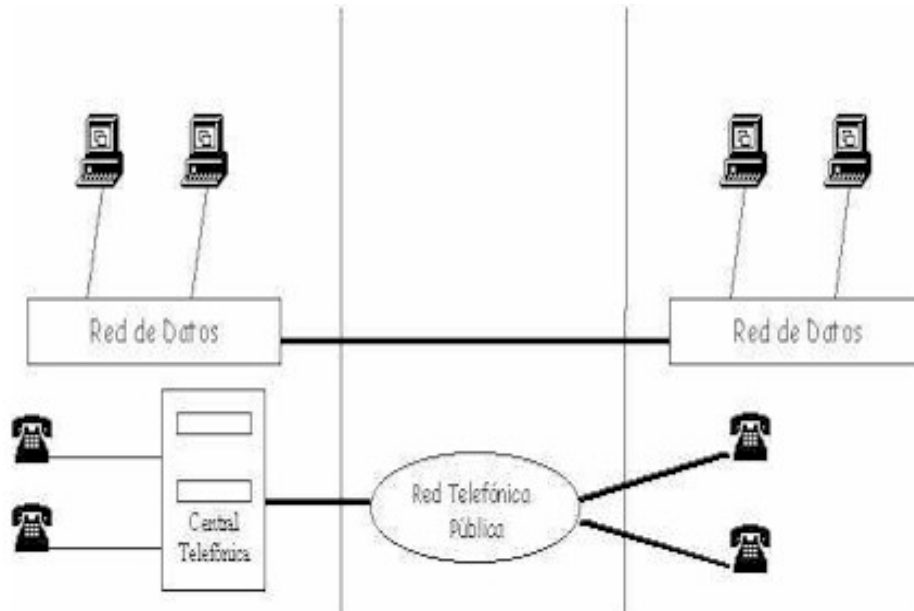 Red de Datos
Red de Datos
Central
Telefónica
Red Telefónica
Pública